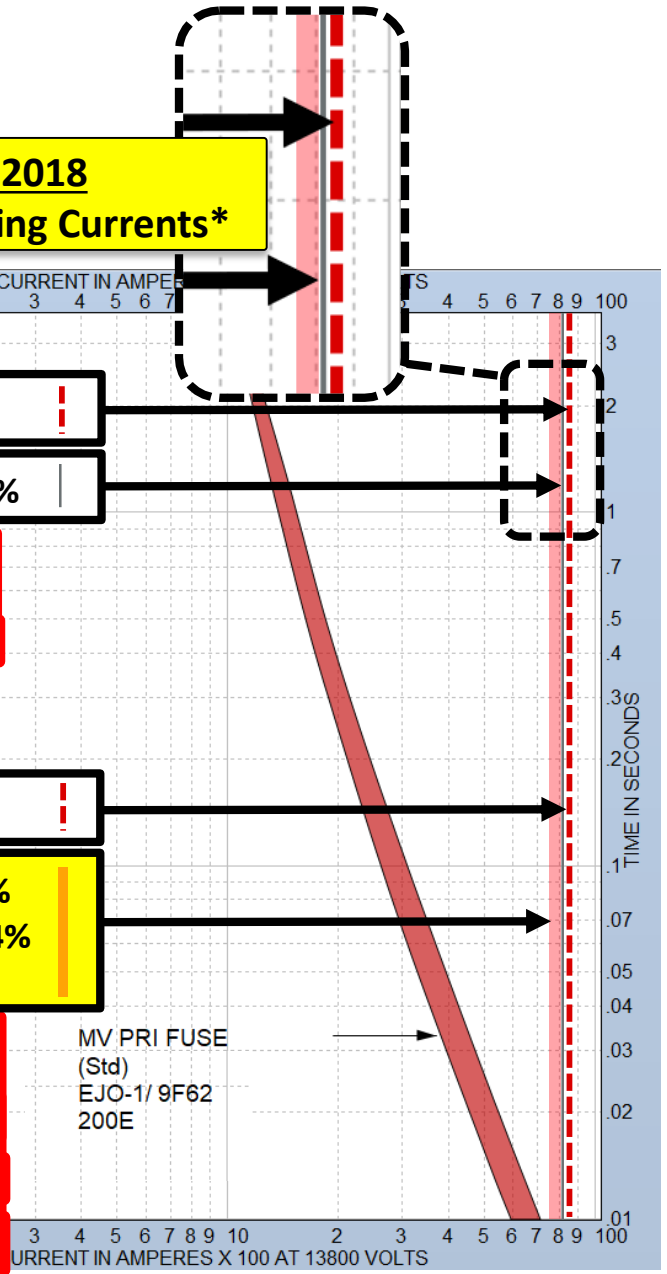 2018
ing Currents*
CURRENT IN AMPER TS
3 4 5 6 7 4 5 6 7 8 9 100
3
2
%
1
.7
.5
.4
.3
.2
TIME IN SECONDS
.1
%
4%
.07
.05
.04
MV PRI FUSE
(Std)
EJO-1/ 9F62
200E
.03
.02
.01
3 4 5 6 7 8 9 10 2 3 4 5 6 7 8 9 100
URRENT IN AMPERES X 100 AT 13800 VOLTS